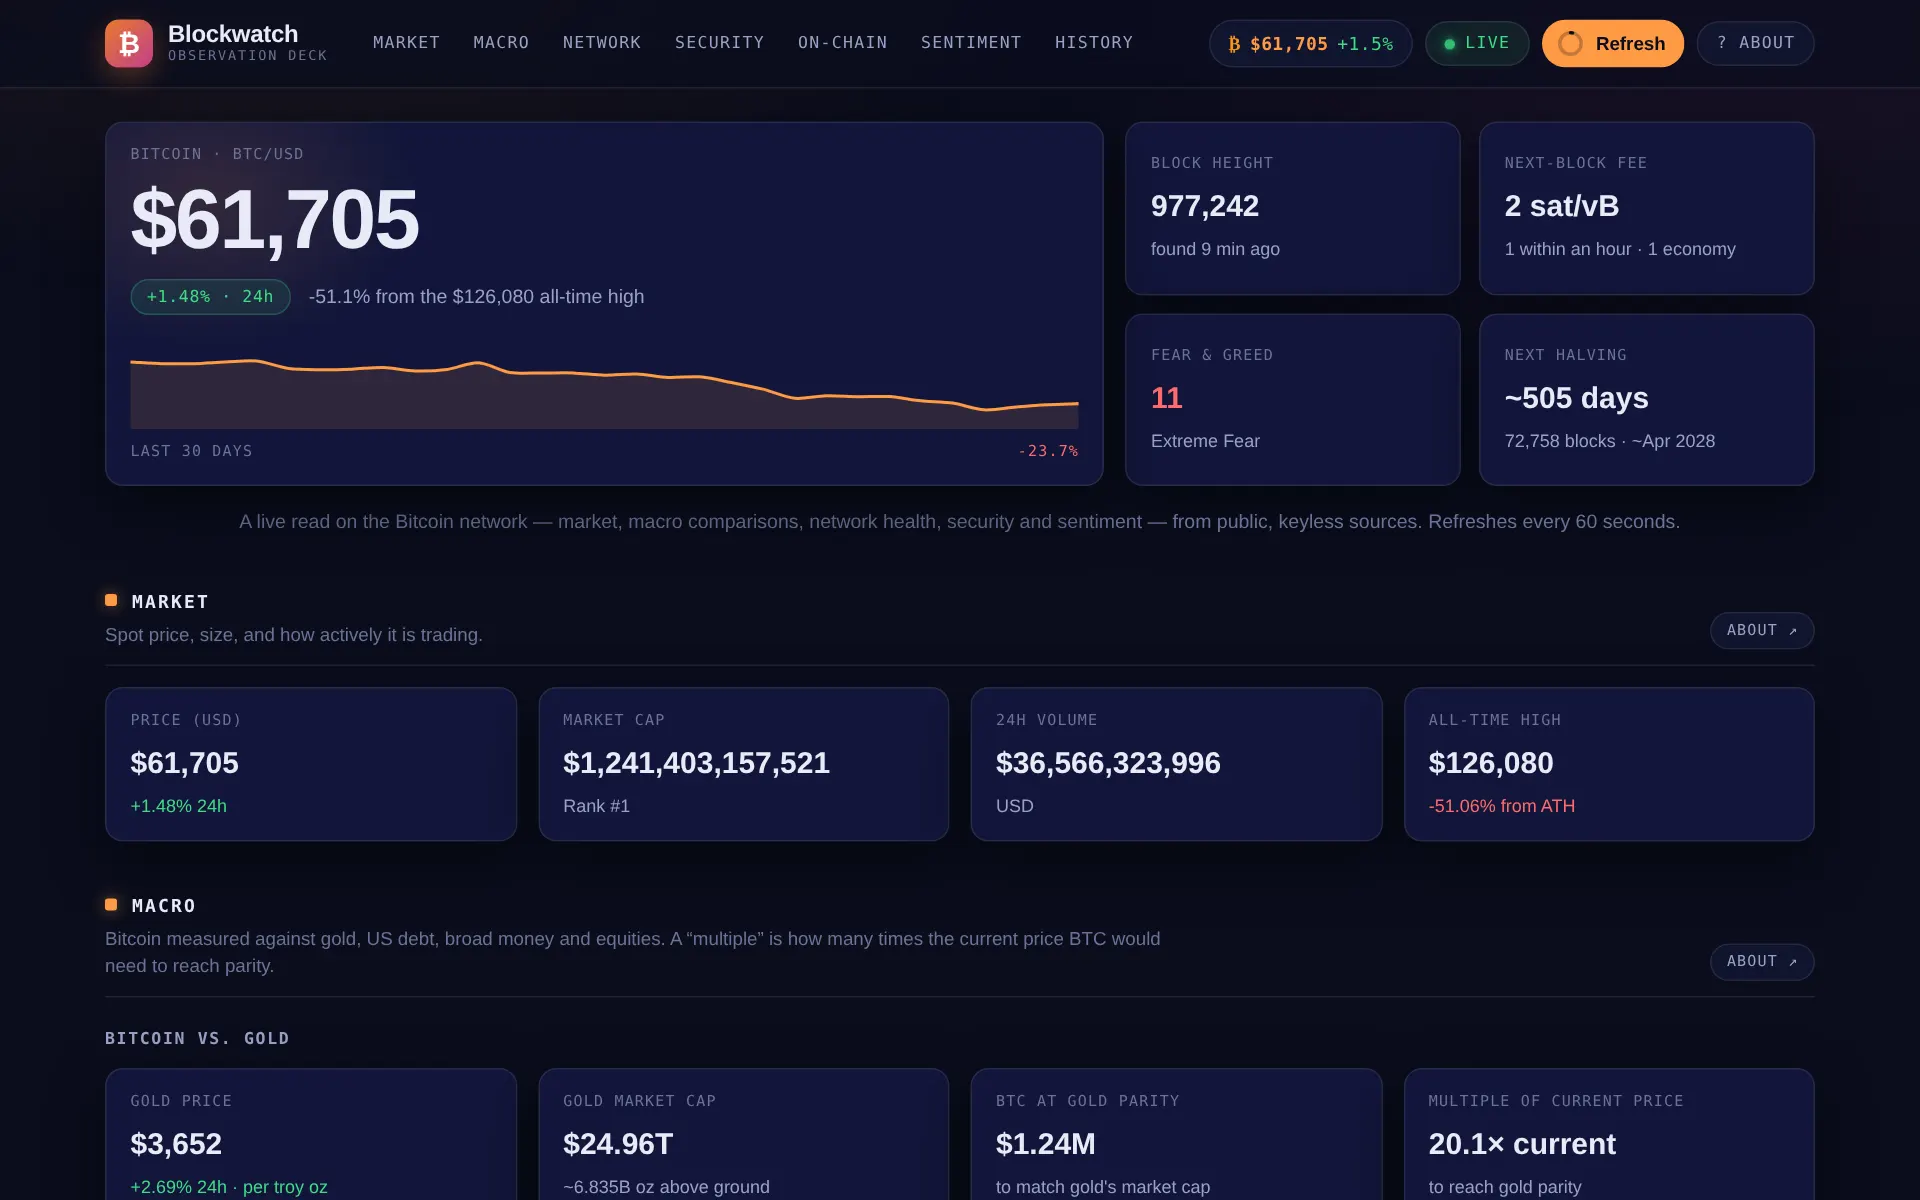 Blockwatch
OBSERVATION DECK
MARKET MACRO NETWORK SECURITY ON-CHAIN SENTIMENT HISTORY
₿ $61,705 +1.5%
LIVE
Refresh
? ABOUT
BITCOIN · BTC/USD
$61,705
+1.48% · 24h
-51.1% from the $126,080 all-time high
LAST 30 DAYS
-23.7%
BLOCK HEIGHT
977,242
found 9 min ago
NEXT-BLOCK FEE
2 sat/vB
1 within an hour · 1 economy
FEAR & GREED
11
Extreme Fear
NEXT HALVING
~505 days
72,758 blocks · ~Apr 2028
A live read on the Bitcoin network — market, macro comparisons, network health, security and sentiment — from public, keyless sources. Refreshes every 60 seconds.
MARKET
Spot price, size, and how actively it is trading.
ABOUT ↗
PRICE (USD)
$61,705
+1.48% 24h
MARKET CAP
$1,241,403,157,521
Rank #1
24H VOLUME
$36,566,323,996
USD
ALL-TIME HIGH
$126,080
-51.06% from ATH
MACRO
Bitcoin measured against gold, US debt, broad money and equities. A “multiple” is how many times the current price BTC would
need to reach parity.
ABOUT ↗
BITCOIN VS. GOLD
GOLD PRICE
$3,652
+2.69% 24h · per troy oz
GOLD MARKET CAP
$24.96T
~6.835B oz above ground
BTC AT GOLD PARITY
$1.24M
to match gold's market cap
MULTIPLE OF CURRENT PRICE
20.1× current
to reach gold parity